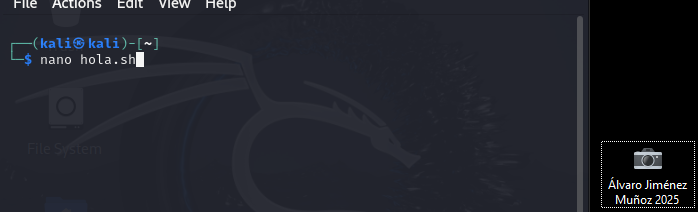 File Actions Edit View Help
┌──(kali㉿kali)-[~]
└─$ nano hola.sh
File System
Álvaro Jiménez
Muñoz 2025